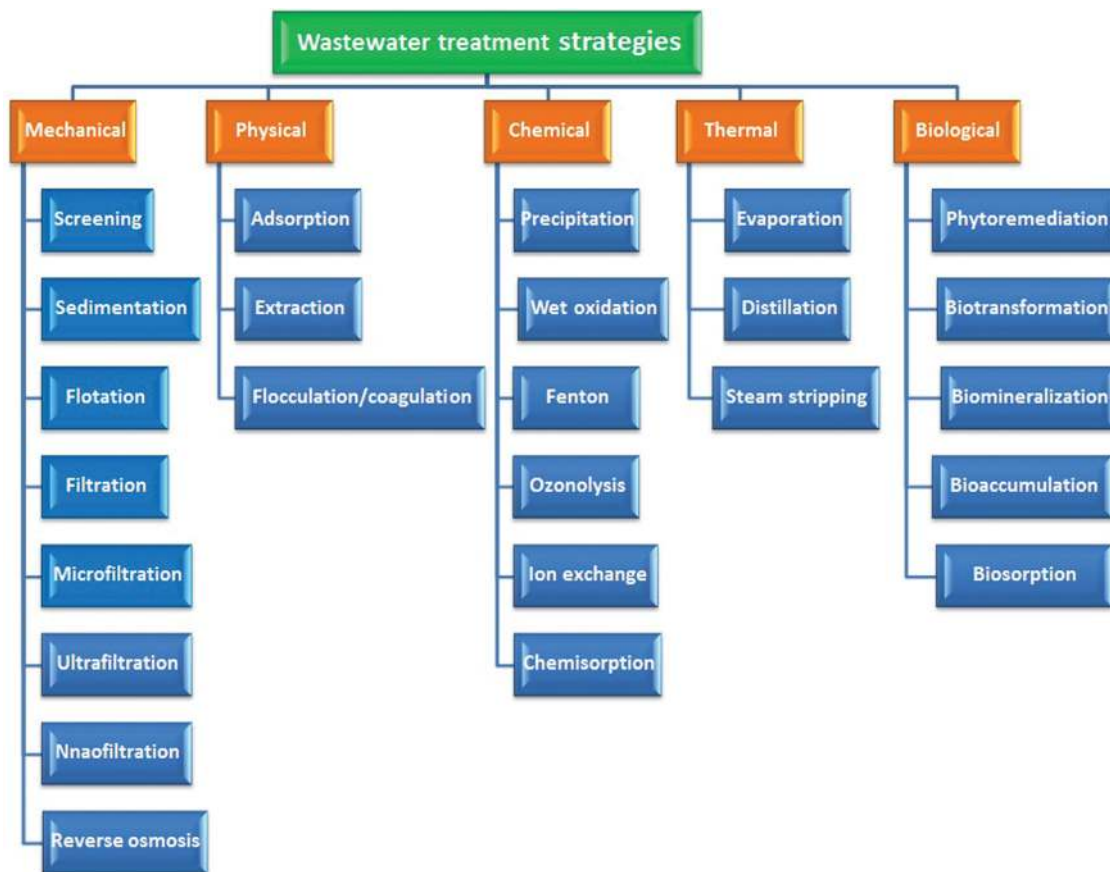 Wastewater treatment strategies
Mechanical
Physical
Chemical
Thermal
Biological
Screening
Sedimentation
Flotation
Filtration
Microfiltration
Ultrafiltration
Nnaofiltration
Reverse osmosis
Adsorption
Extraction
Flocculation/coagulation
Precipitation
Wet oxidation
Fenton
Ozonolysis
Ion exchange
Chemisorption
Evaporation
Distillation
Steam stripping
Phytoremediation
Biotransformation
Biomineralization
Bioaccumulation
Biosorption